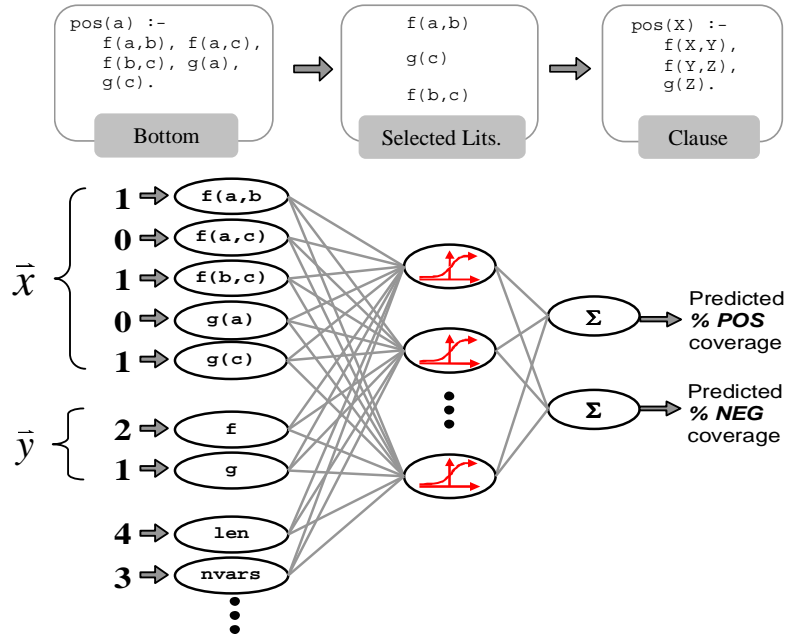 pos(a) :-
f(a,b), f(a,c),
f(b,c), g(a),
g(c).
Bottom
f(a,b)
g(c)
f(b,c)
Selected Lits.
pos(X) :-
f(X,Y),
f(Y,Z),
g(Z).
Clause
x
1 f(a,b
0 f(a,c)
1 f(b,c)
0 g(a)
1 g(c)
y
2 f
1 g
4 len
3 nvars
Σ
Predicted
% POS
coverage
Σ
Predicted
% NEG
coverage